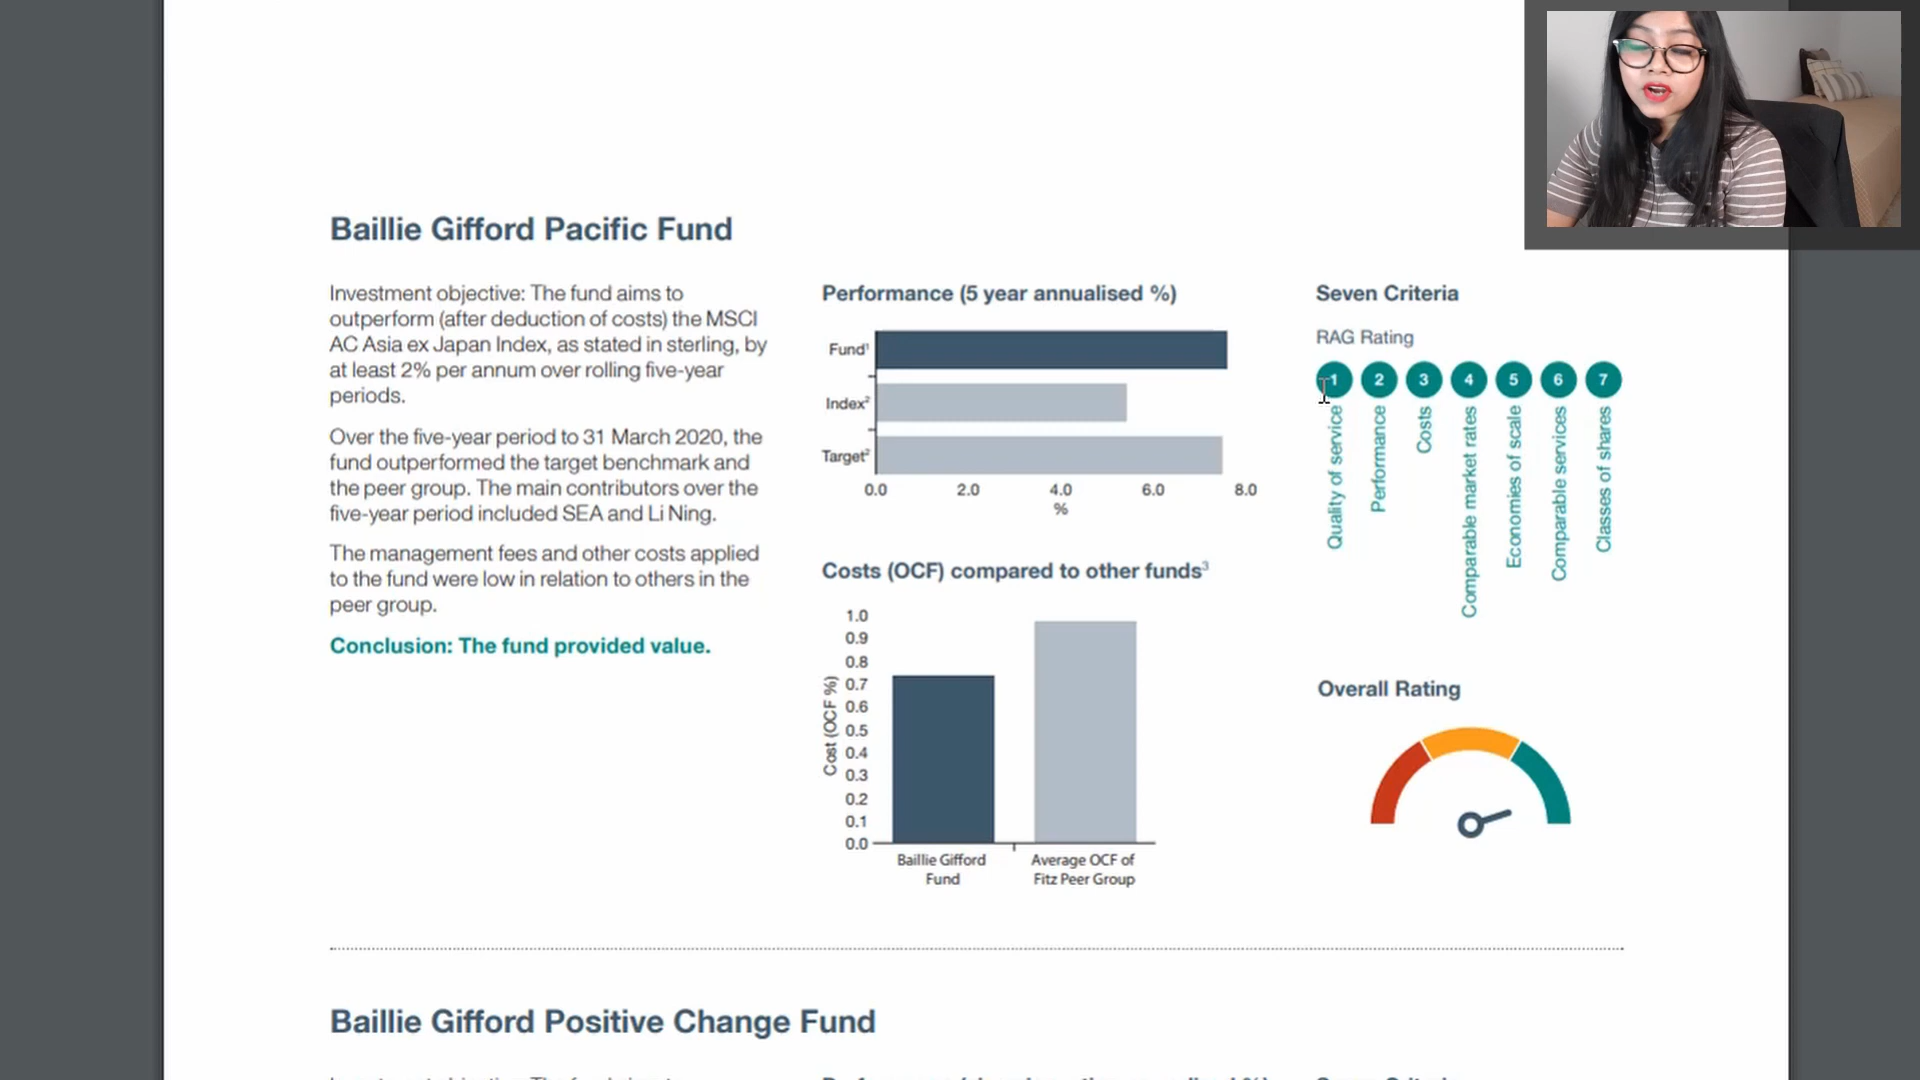 Baillie Gifford Pacific Fund
Investment objective: The fund aims to
outperform (after deduction of costs) the MSCI
AC Asia ex Japan Index, as stated in sterling, by
at least 2% per annum over rolling five-year
periods.
Over the five-year period to 31 March 2020, the
fund outperformed the target benchmark and
the peer group. The main contributors over the
five-year period included SEA and Li Ning.
The management fees and other costs applied
to the fund were low in relation to others in the
peer group.
Conclusion: The fund provided value.
Performance (5 year annualised %)
Fund¹
Index²
Target²
0.0 2.0 4.0 6.0 8.0
%
Costs (OCF) compared to other funds³
Cost (OCF %)
1.0
0.9
0.8
0.7
0.6
0.5
0.4
0.3
0.2
0.1
0.0
Baillie Gifford
Fund
Average OCF of
Fitz Peer Group
Seven Criteria
RAG Rating
1 2 3 4 5 6 7
Quality of service
Performance
Costs
Comparable market rates
Economies of scale
Comparable services
Classes of shares
Overall Rating
Baillie Gifford Positive Change Fund